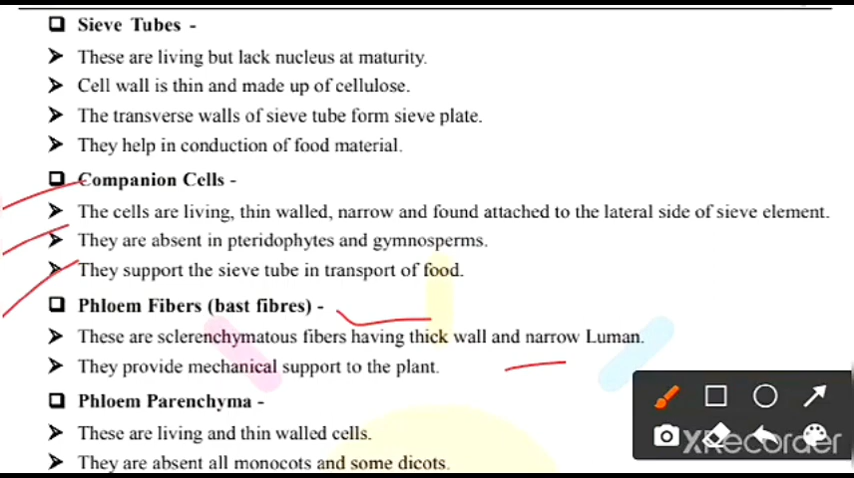 Sieve Tubes -
These are living but lack nucleus at maturity.
Cell wall is thin and made up of cellulose.
The transverse walls of sieve tube form sieve plate.
They help in conduction of food material.
Companion Cells -
The cells are living, thin walled, narrow and found attached to the lateral side of sieve element.
They are absent in pteridophytes and gymnosperms.
They support the sieve tube in transport of food.
Phloem Fibers (bast fibres) -
These are sclerenchymatous fibers having thick wall and narrow Luman.
They provide mechanical support to the plant.
Phloem Parenchyma -
These are living and thin walled cells.
They are absent all monocots and some dicots.
XRecorder